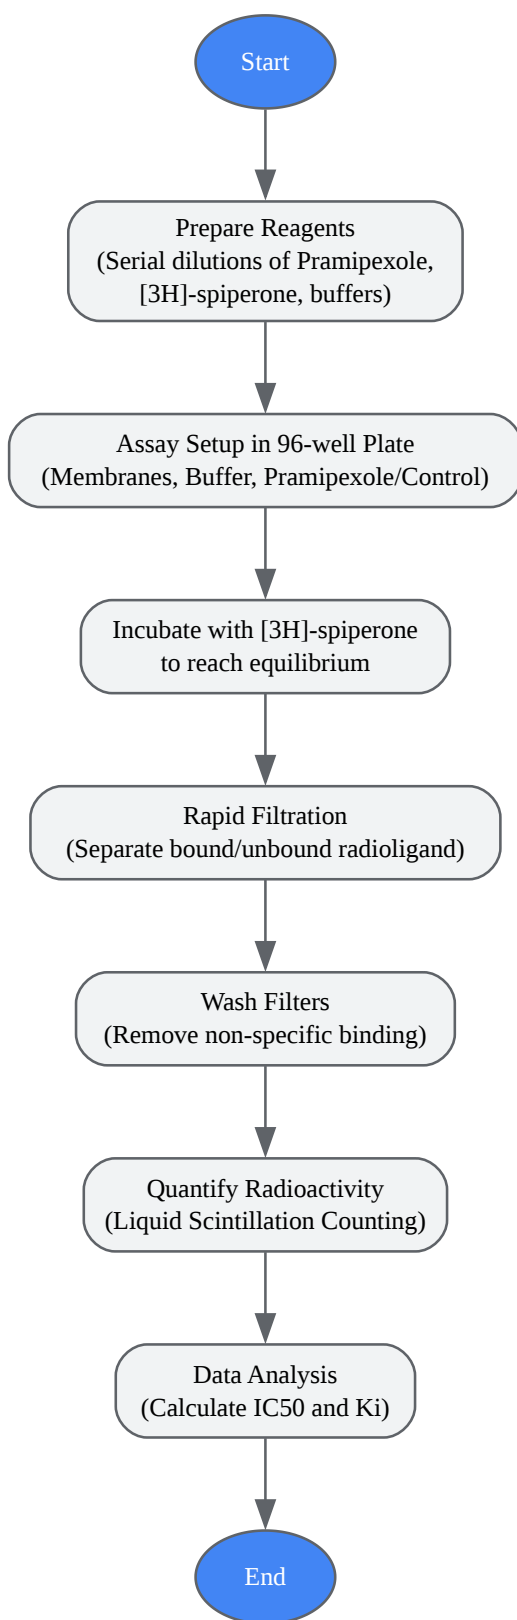 Start
Prepare Reagents
(Serial dilutions of Pramipexole,
[3H]-spiperone, buffers)
Assay Setup in 96-well Plate
(Membranes, Buffer, Pramipexole/Control)
Incubate with [3H]-spiperone
to reach equilibrium
Rapid Filtration
(Separate bound/unbound radioligand)
Wash Filters
(Remove non-specific binding)
Quantify Radioactivity
(Liquid Scintillation Counting)
Data Analysis
(Calculate IC50 and Ki)
End